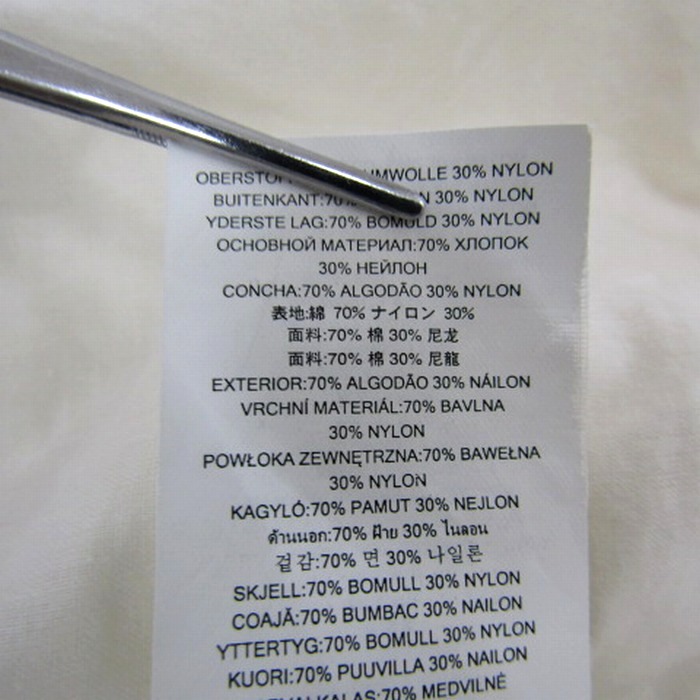 30% NYLON
BUITENKANT: 30% NYLON
YDERSTE LAG:70% BOMULD 30% NYLON
ОСНОВНОЙ МАТЕРИАЛ:70% ХЛОПОК
30% НЕЙЛОН
CONCHA:70% ALGODÃO 30% NYLON
表地:綿 70% ナイロン 30%
面料:70% 棉 30% 尼龙
面料:70% 棉 30% 尼龍
EXTERIOR:70% ALGODÃO 30% NÁILON
VRCHNÍ MATERIÁL:70% BAVLNA
30% NYLON
POWŁOKA ZEWNĘTRZNA:70% BAWEŁNA
30% NYLON
KAGYLÓ:70% PAMUT 30% NEJLON
ด้านนอก:70% ฝ้าย 30% ไนลอน
겉감:70% 면 30% 나일론
SKJELL:70% BOMULL 30% NYLON
COAJĂ:70% BUMBAC 30% NAILON
YTTERTYG:70% BOMULL 30% NYLON
KUORI:70% PUUVILLA 30% NAILON
70% MEDVILNĖ